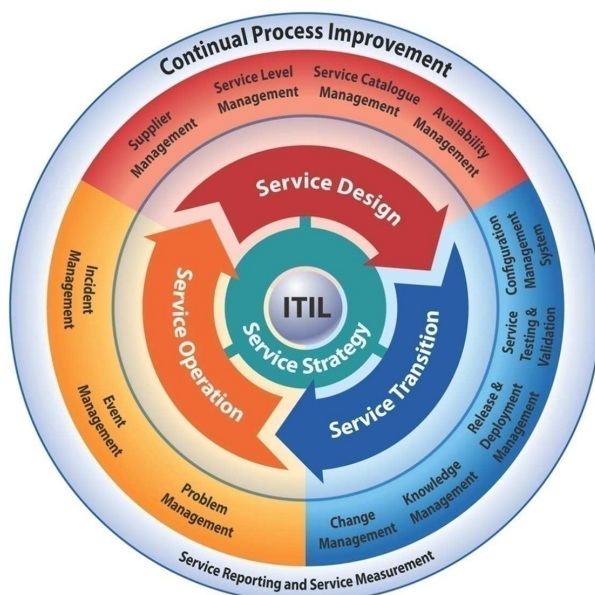 Continual Process Improvement
Supplier
Management
Service Level
Management
Service Catalogue
Management
Availability
Management
Configuration
Management
System
Service
Testing &
Validation
Release &
Deployment
Management
Knowledge
Management
Change
Management
Problem
Management
Event
Management
Incident
Management
Service Design
Service Transition
Service Operation
ITIL
Service Strategy
Service Reporting and Service Measurement